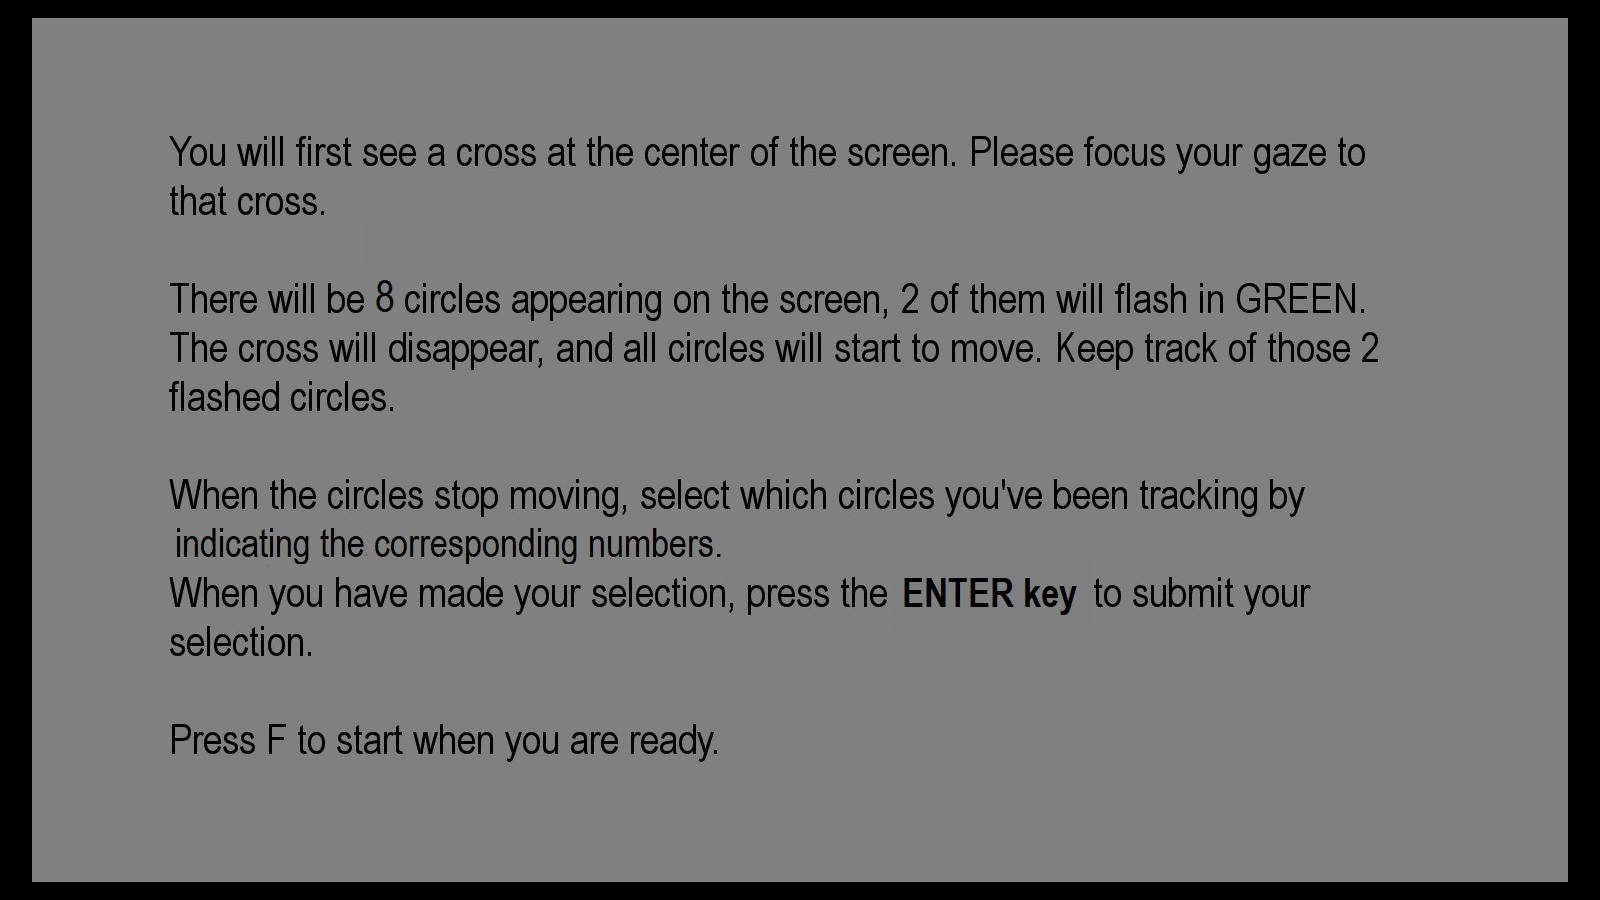 You will first see a cross at the center of the screen. Please focus your gaze to
that cross.
There will be 8 circles appearing on the screen, 2 of them will flash in GREEN.
The cross will disappear, and all circles will start to move. Keep track of those 2
flashed circles.
When the circles stop moving, select which circles you've been tracking by
indicating the corresponding numbers.
When you have made your selection, press the ENTER key to submit your
selection.
Press F to start when you are ready.